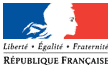 Liberté • Égalité • Fraternité
RÉPUBLIQUE FRANÇAISE